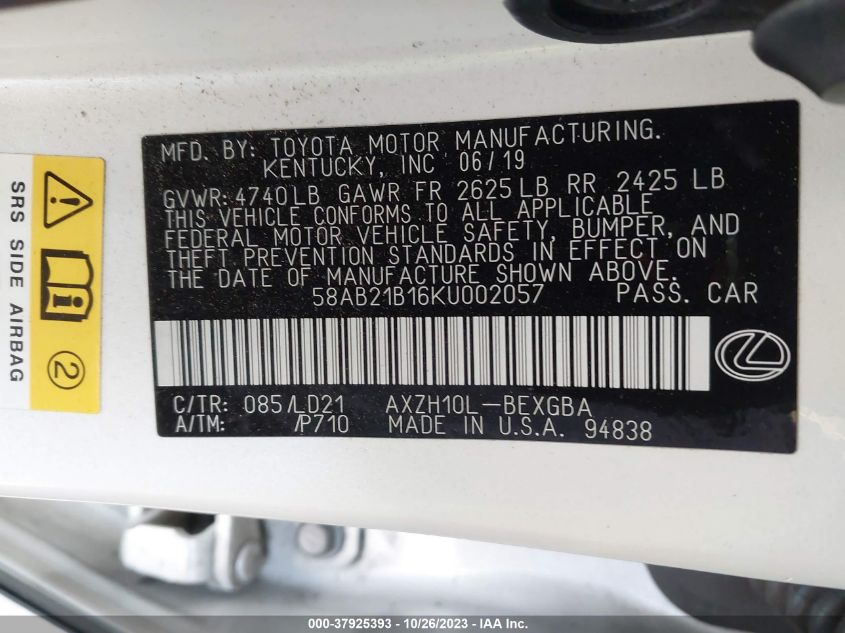 MFD. BY: TOYOTA MOTOR MANUFACTURING.
KENTUCKY, INC 06/19
GVWR: 4740LB GAWR FR 2625LB RR 2425 LB
THIS VEHICLE CONFORMS TO ALL APPLICABLE
FEDERAL MOTOR VEHICLE SAFETY, BUMPER, AND
THEFT PREVENTION STANDARDS IN EFFECT ON
THE DATE OF MANUFACTURE SHOWN ABOVE.
58AB21B16KU002057 PASS. CAR
C/TR: 085/LD21 AXZH10L-BEXGBA
A/TM: /P710 MADE IN U.S.A. 94838
SRS SIDE AIRBAG
2
000-37925393 - 10/26/2023 - IAA Inc.